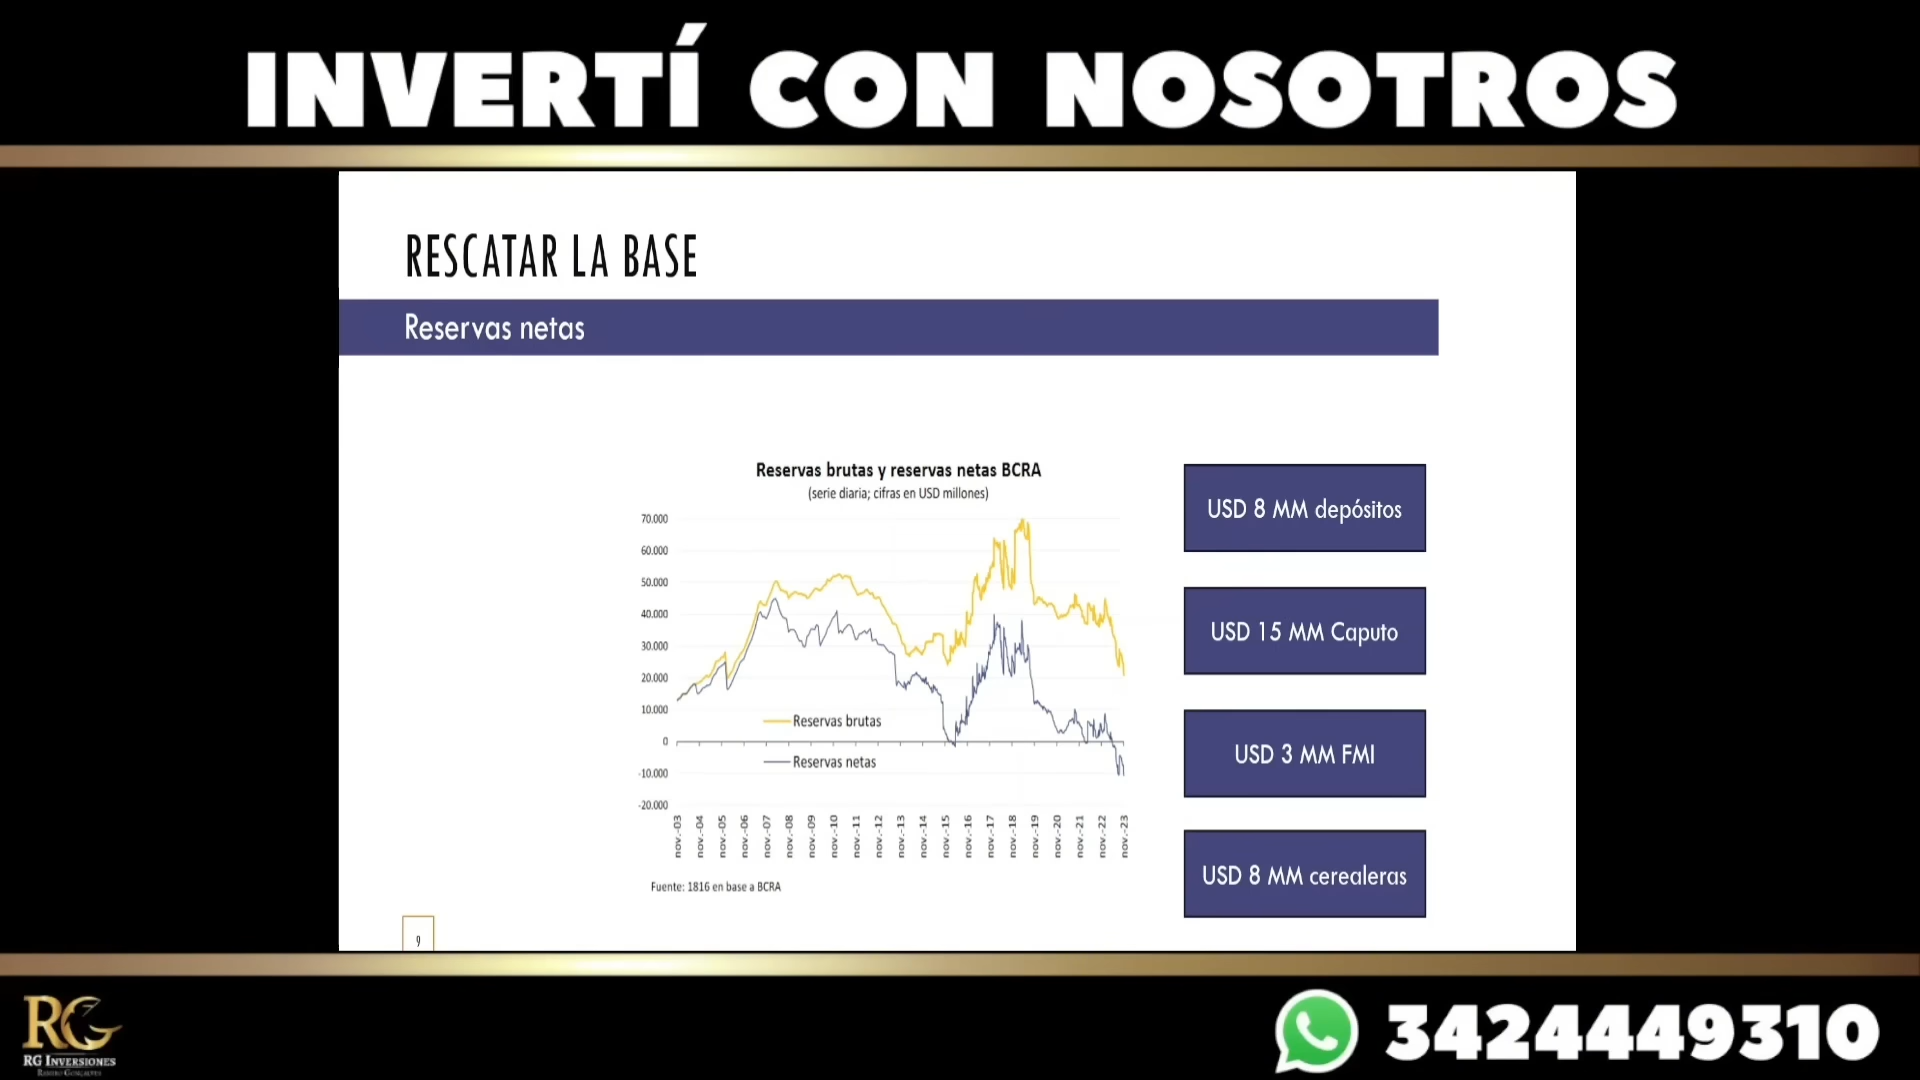 INVERTÍ CON NOSOTROS
RESCATAR LA BASE
Reservas netas
Reservas brutas y reservas netas BCRA
(serie diaria; cifras en USD millones)
70.000
60.000
50.000
40.000
30.000
20.000
10.000
0
-10.000
-20.000
Reservas brutas
Reservas netas
nov.-03
nov.-04
nov.-05
nov.-06
nov.-07
nov.-08
nov.-09
nov.-10
nov.-11
nov.-12
nov.-13
nov.-14
nov.-15
nov.-16
nov.-17
nov.-18
nov.-19
nov.-20
nov.-21
nov.-22
nov.-23
Fuente: 1816 en base a BCRA
USD 8 MM depósitos
USD 15 MM Caputo
USD 3 MM FMI
USD 8 MM cerealeras
9
RG
RG INVERSIONES
3424449310